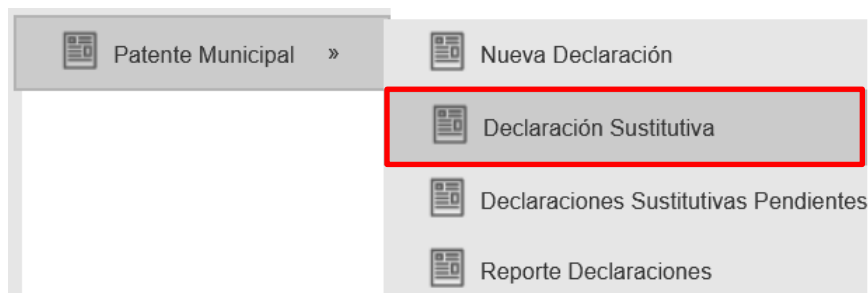 Patente Municipal »
Nueva Declaración
Declaración Sustitutiva
Declaraciones Sustitutivas Pendientes
Reporte Declaraciones